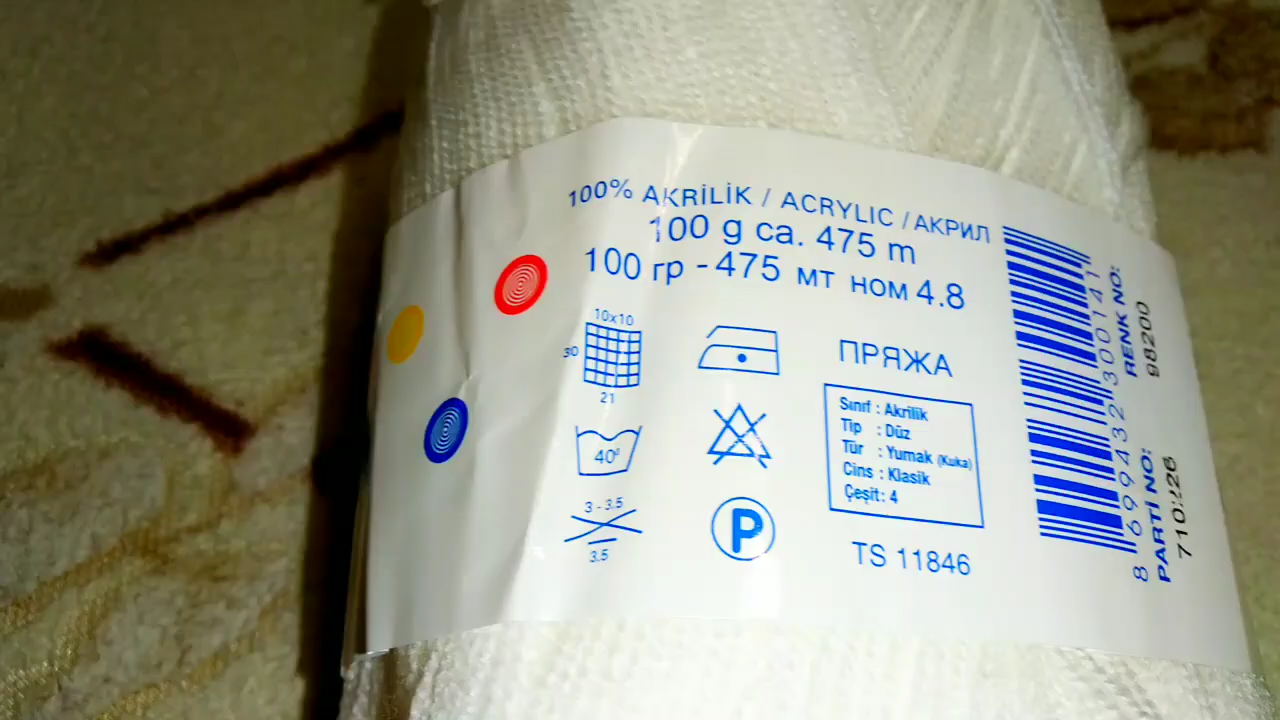 100% AKRİLİK / ACRYLIC / АКРИЛ
100 g ca. 475 m
100 гр - 475 мт ном 4.8
10x10
30
21
40°
3 - 3.5
3.5
P
ПРЯЖА
Sınıf : Akrilik
Tip : Düz
Tür : Yumak (Kuka)
Cins : Klasik
Çeşit: 4
TS 11846
8 699432 300141
RENK NO:
98200
PARTİ NO: